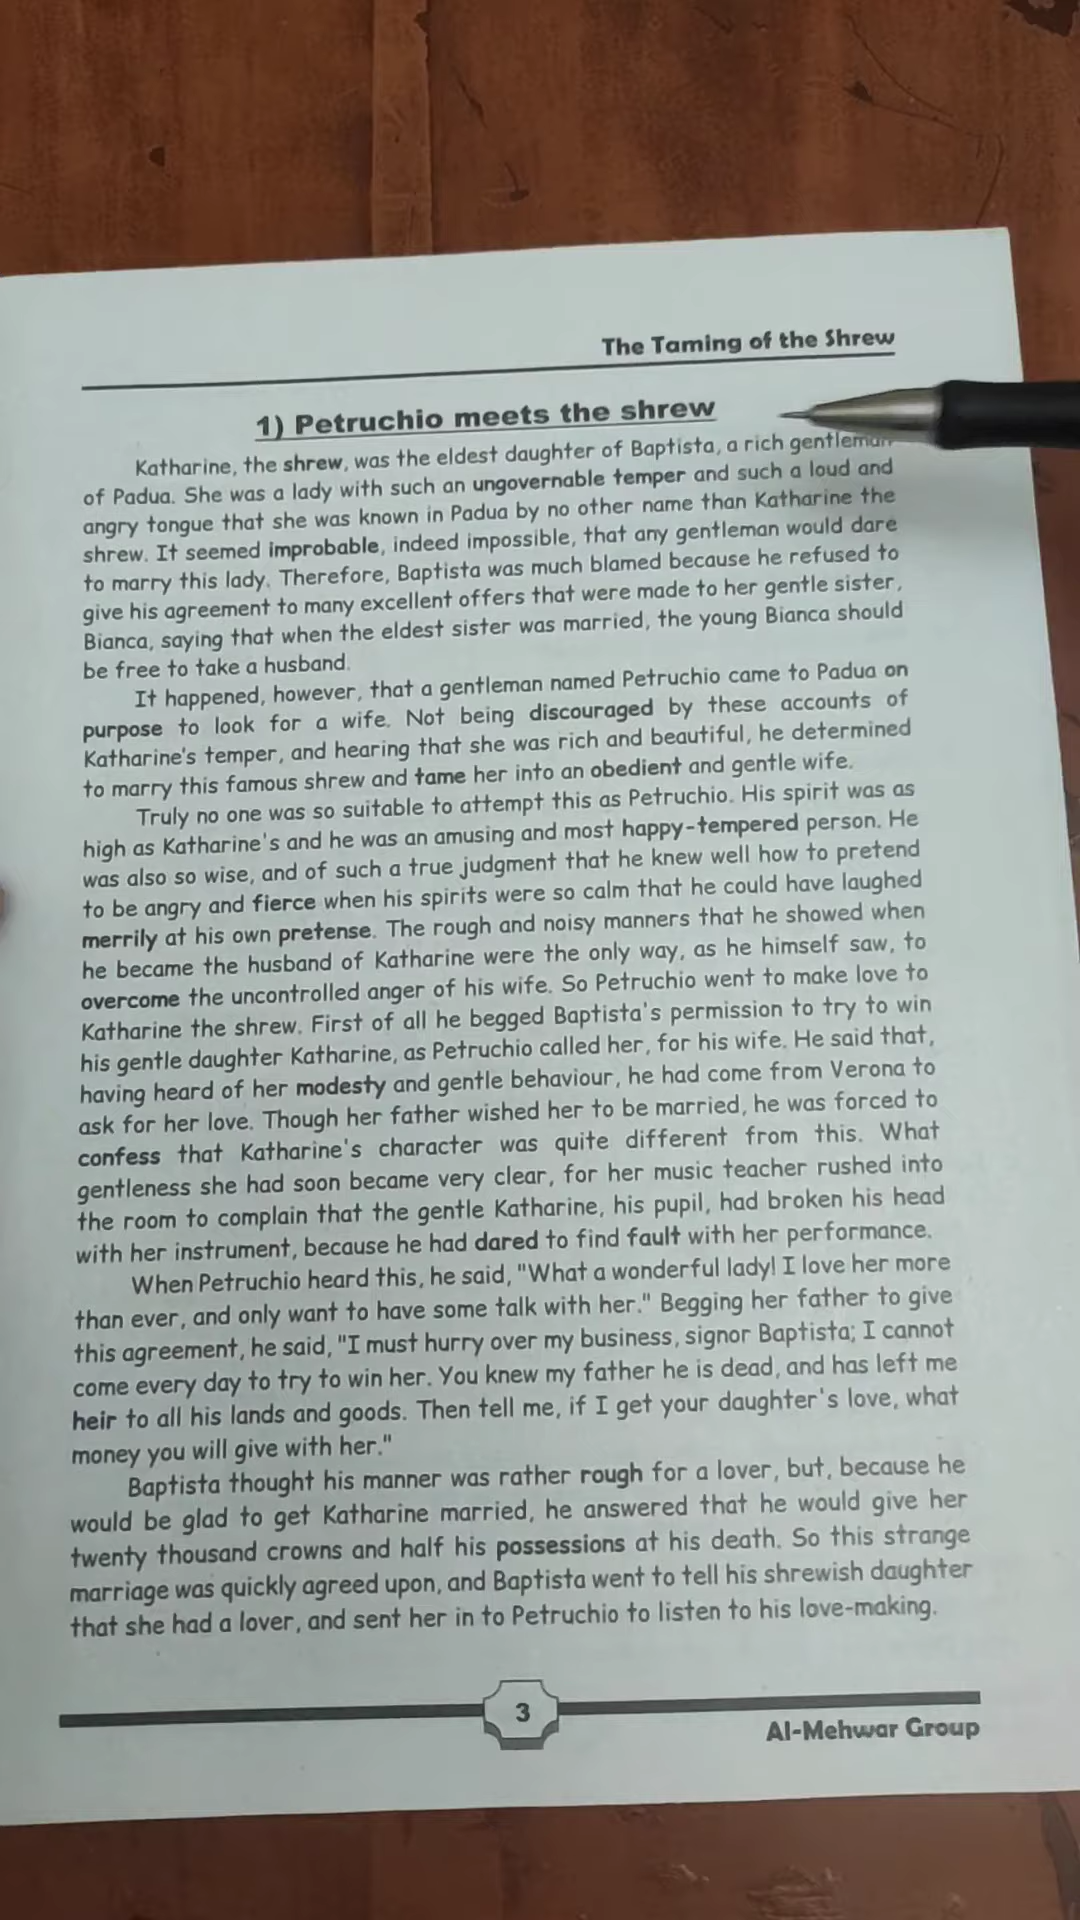 The Taming of the Shrew
1) Petruchio meets the shrew
Katharine, the shrew, was the eldest daughter of Baptista, a rich gentleman
of Padua. She was a lady with such an ungovernable temper and such a loud and
angry tongue that she was known in Padua by no other name than Katharine the
shrew. It seemed improbable, indeed impossible, that any gentleman would dare
to marry this lady. Therefore, Baptista was much blamed because he refused to
give his agreement to many excellent offers that were made to her gentle sister,
Bianca, saying that when the eldest sister was married, the young Bianca should
be free to take a husband.
It happened, however, that a gentleman named Petruchio came to Padua on
purpose to look for a wife. Not being discouraged by these accounts of
Katharine's temper, and hearing that she was rich and beautiful, he determined
to marry this famous shrew and tame her into an obedient and gentle wife.
Truly no one was so suitable to attempt this as Petruchio. His spirit was as
high as Katharine's and he was an amusing and most happy-tempered person. He
was also so wise, and of such a true judgment that he knew well how to pretend
to be angry and fierce when his spirits were so calm that he could have laughed
merrily at his own pretense. The rough and noisy manners that he showed when
he became the husband of Katharine were the only way, as he himself saw, to
overcome the uncontrolled anger of his wife. So Petruchio went to make love to
Katharine the shrew. First of all he begged Baptista's permission to try to win
his gentle daughter Katharine, as Petruchio called her, for his wife. He said that,
having heard of her modesty and gentle behaviour, he had come from Verona to
ask for her love. Though her father wished her to be married, he was forced to
confess that Katharine's character was quite different from this. What
gentleness she had soon became very clear, for her music teacher rushed into
the room to complain that the gentle Katharine, his pupil, had broken his head
with her instrument, because he had dared to find fault with her performance.
When Petruchio heard this, he said, "What a wonderful lady! I love her more
than ever, and only want to have some talk with her." Begging her father to give
this agreement, he said, "I must hurry over my business, signor Baptista; I cannot
come every day to try to win her. You knew my father he is dead, and has left me
heir to all his lands and goods. Then tell me, if I get your daughter's love, what
money you will give with her."
Baptista thought his manner was rather rough for a lover, but, because he
would be glad to get Katharine married, he answered that he would give her
twenty thousand crowns and half his possessions at his death. So this strange
marriage was quickly agreed upon, and Baptista went to tell his shrewish daughter
that she had a lover, and sent her in to Petruchio to listen to his love-making.
3
Al-Mehwar Group